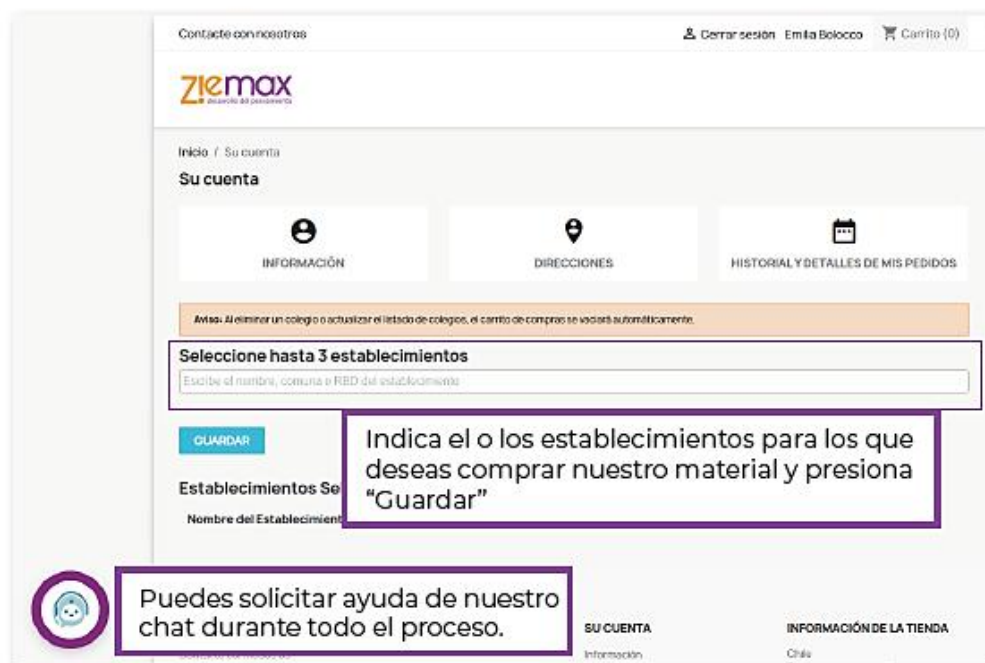 Contacte con nosotros
Cerrar sesión Emilia Bolocco Carrito (0)
ziemax
desarrollo del pensamiento
Inicio / Su cuenta
Su cuenta
INFORMACIÓN
DIRECCIONES
HISTORIAL Y DETALLES DE MIS PEDIDOS
Aviso: Al eliminar un colegio o actualizar el listado de colegios, el carrito de compras se vaciará automáticamente.
Seleccione hasta 3 establecimientos
Escribe el nombre, comuna o RBD del establecimiento
GUARDAR
Indica el o los establecimientos para los que
deseas comprar nuestro material y presiona
“Guardar”
Establecimientos Se
Nombre del Establecimient
Puedes solicitar ayuda de nuestro
chat durante todo el proceso.
SU CUENTA
INFORMACIÓN DE LA TIENDA
Información
Chile